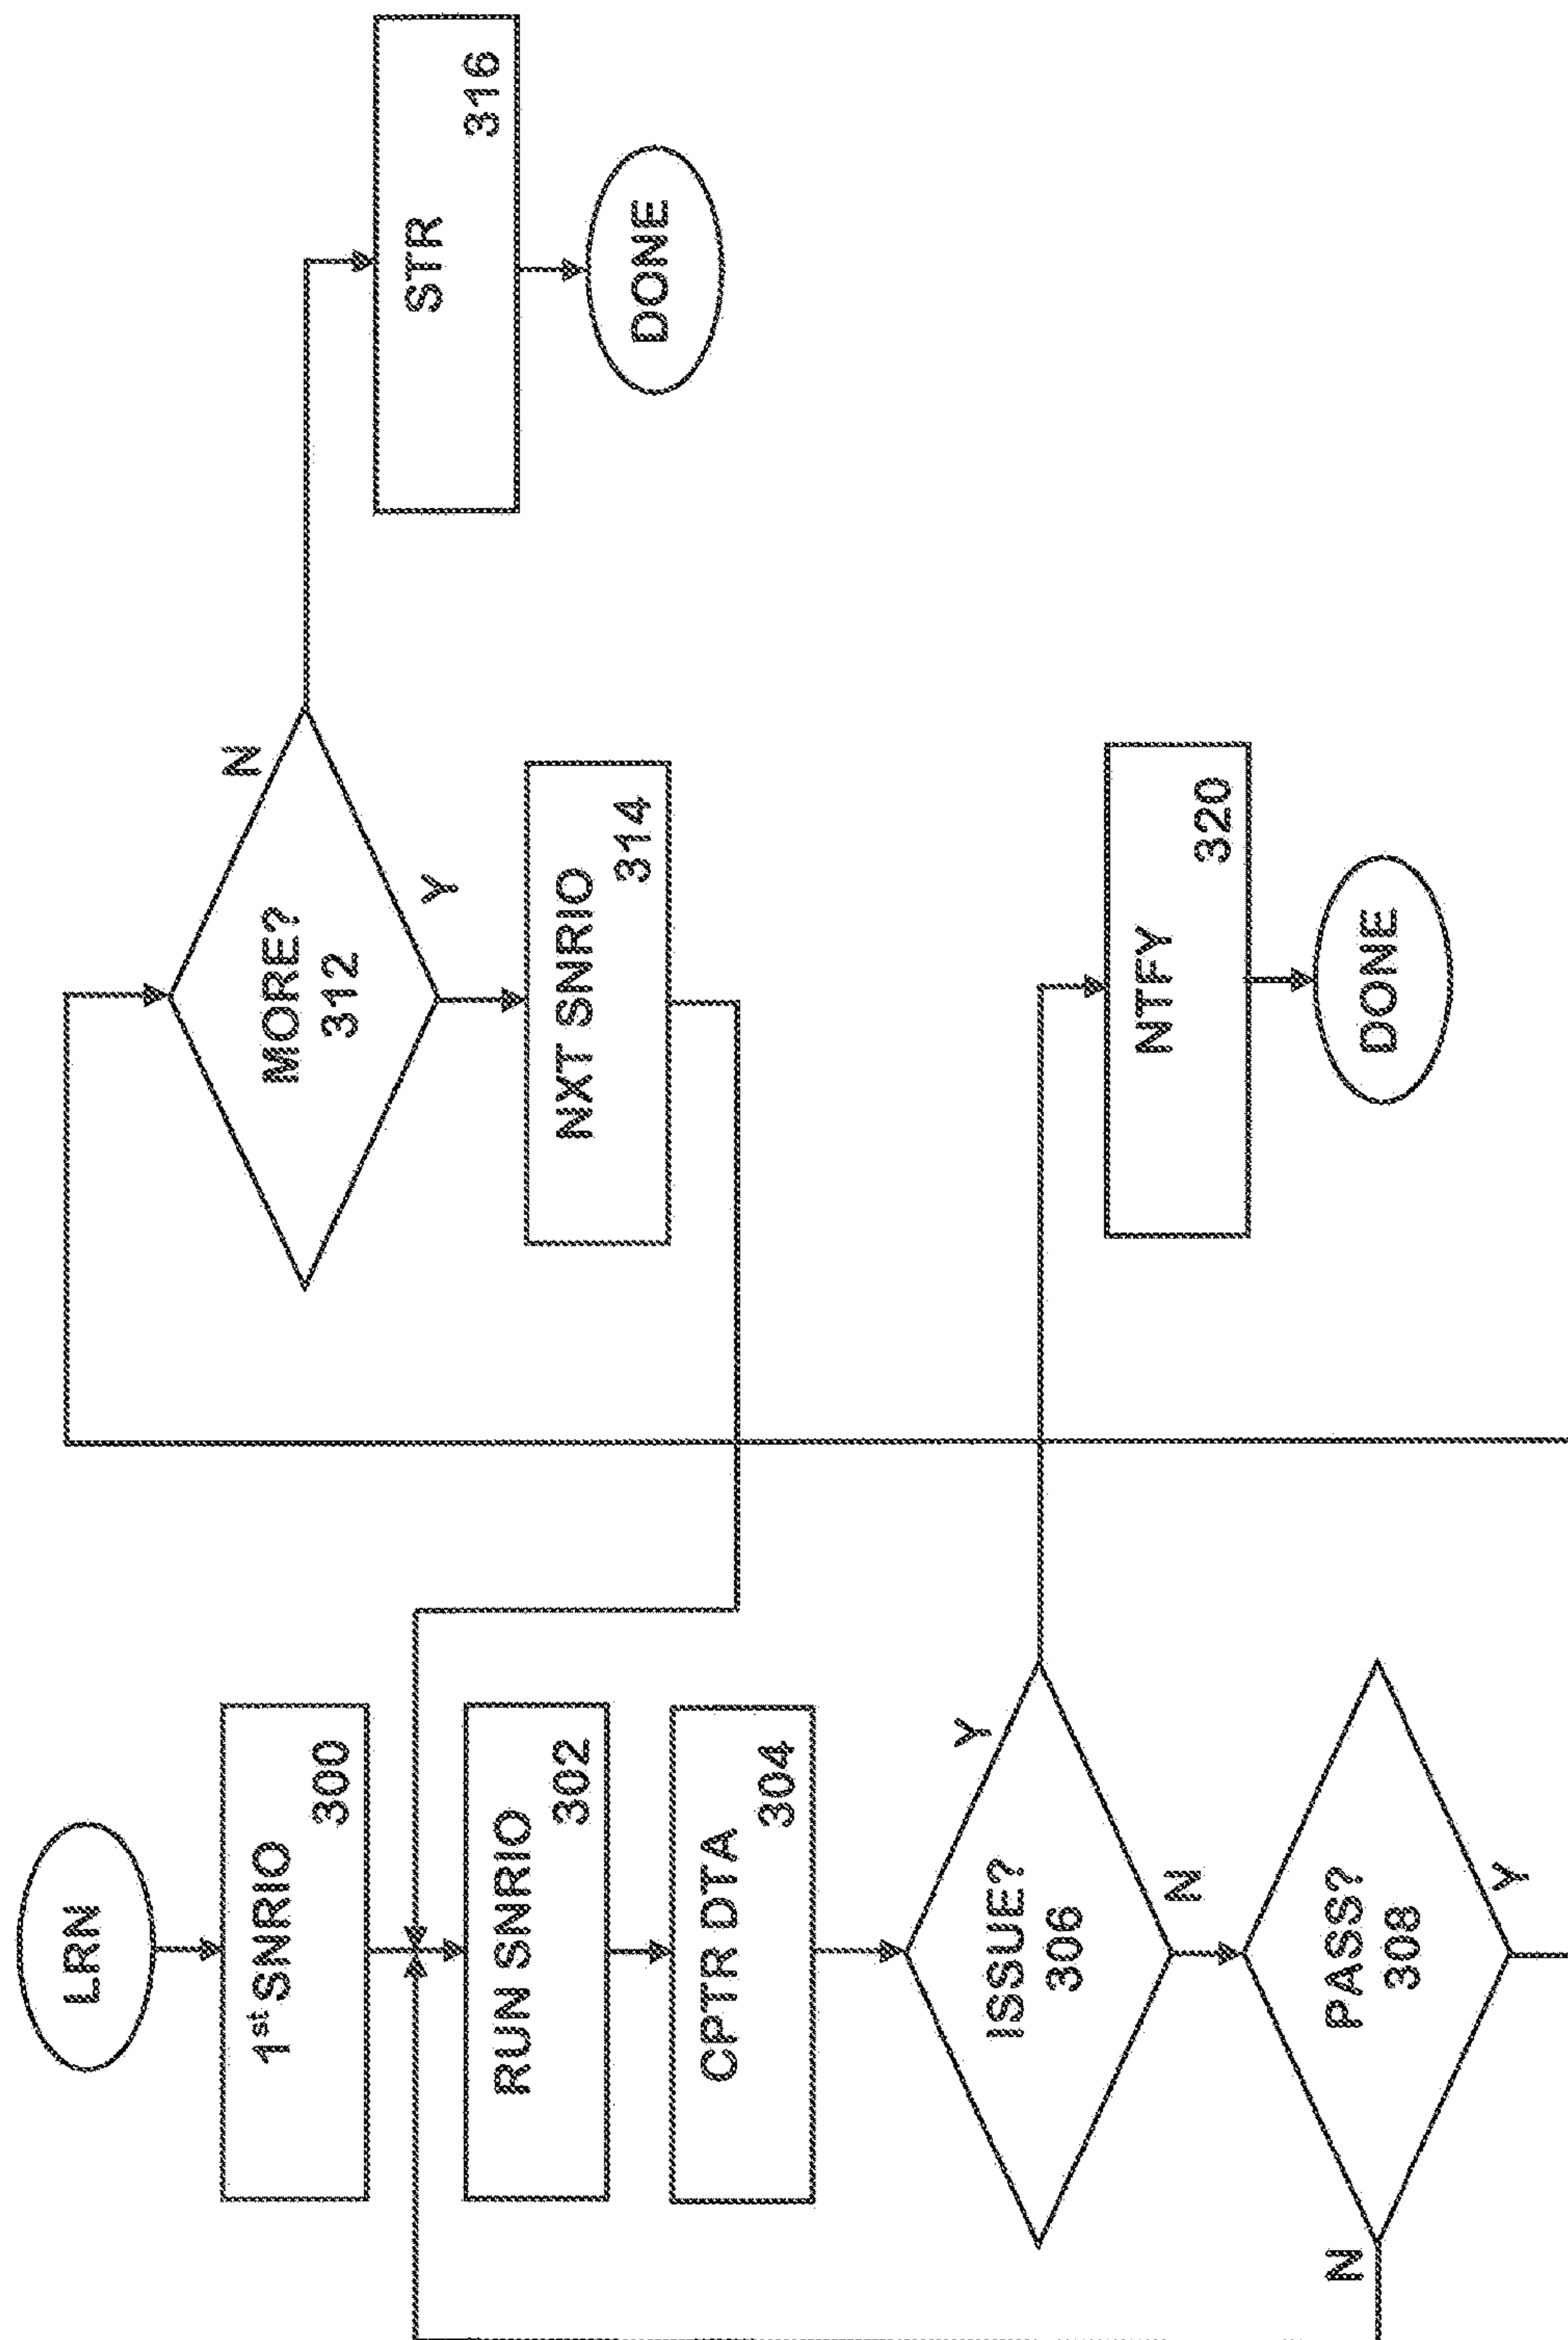 LRN
1st SNRIO
300
RUN SNRIO
302
CPTR DTA
304
ISSUE?
306
Y
N
PASS?
308
N
Y
MORE?
312
N
Y
NXT SNRIO
314
STR
316
DONE
NTFY
320
DONE